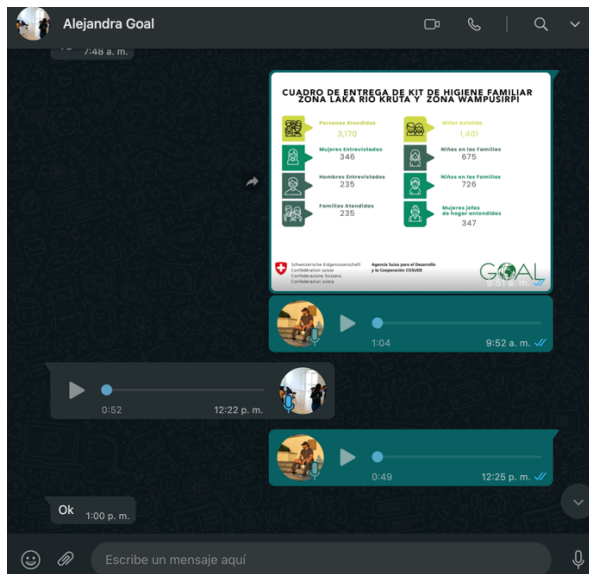 Alejandra Goal
7:48 a. m.
CUADRO DE ENTREGA DE KIT DE HIGIENE FAMILIAR
ZONA LAKA RIO KRUTA Y ZONA WAMPUSIRPI
Personas Atendidas
3,170
Niños Asistido
1,401
Mujeres Entrevistados
346
Niños en las Familias
675
Hombres Entrevistados
235
Niñas en las Familias
726
Familias Atendidas
235
Mujeres jefas
de hogar antendidas
347
Schweizerische Eidgenossenschaft
Confédération suisse
Confederazione Svizzera
Confederaziun svizra
Agencia Suiza para el Desarrollo
y la Cooperación COSUDE
GOAL
9:51 a. m.
1:04
9:52 a. m.
0:52
12:22 p. m.
0:49
12:25 p. m.
Ok
1:00 p. m.
Escribe un mensaje aquí